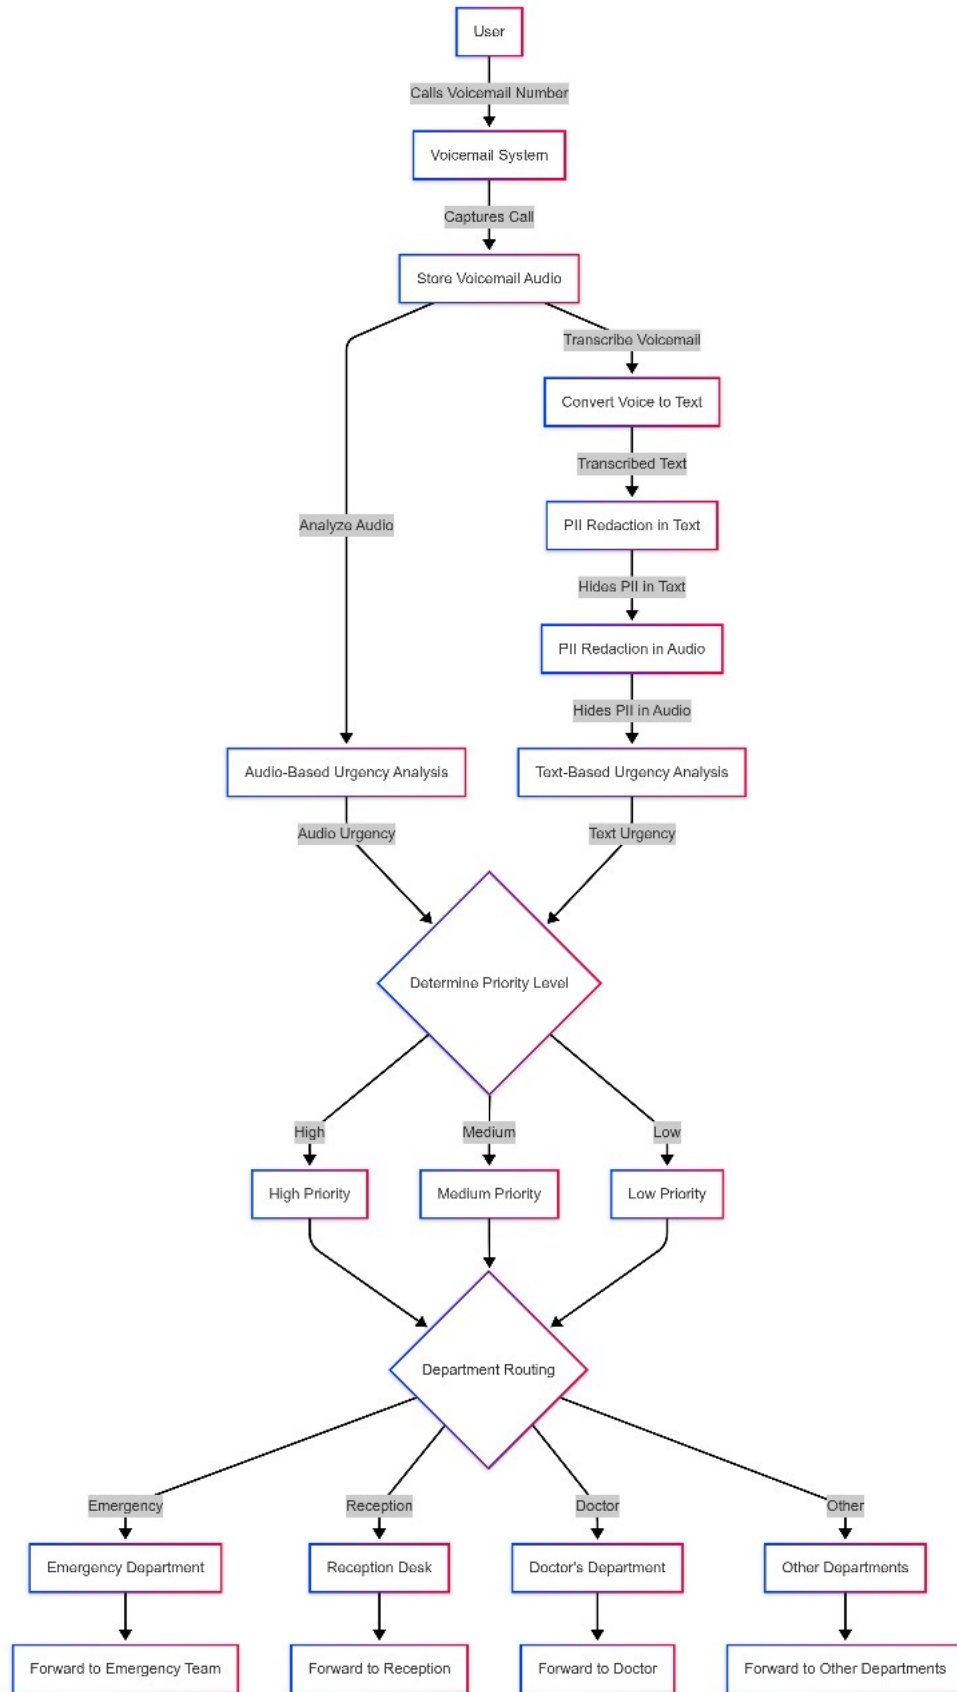 User
Calls Voicemail Number
Voicemail System
Captures Call
Store Voicemail Audio
Transcribe Voicemail
Convert Voice to Text
Transcribed Text
PII Redaction in Text
Analyze Audio
Hides PII in Text
PII Redaction in Audio
Hides PII in Audio
Audio-Based Urgency Analysis
Text-Based Urgency Analysis
Audio Urgency
Text Urgency
Determine Priority Level
High
Medium
Low
High Priority
Medium Priority
Low Priority
Department Routing
Emergency
Reception
Doctor
Other
Emergency Department
Reception Desk
Doctor's Department
Other Departments
Forward to Emergency Team
Forward to Reception
Forward to Doctor
Forward to Other Departments